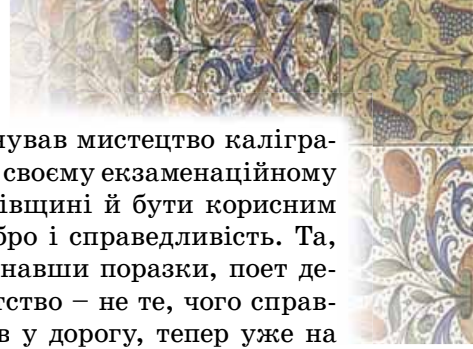 нував мистецтво калігра-
своєму екзаменаційному
івщині й бути корисним
бро і справедливість. Та,
навши поразки, поет де-
тство – не те, чого справ-
в у дорогу, тепер уже на